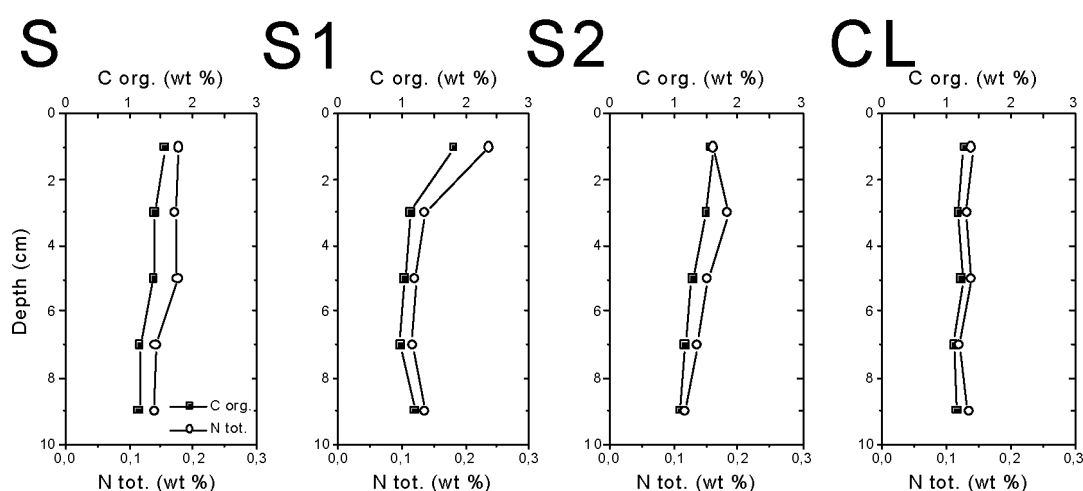 S S1 S2 CL
C org. (wt %) C org. (wt %) C org. (wt %) C org. (wt %)
0 1 2 3 0 1 2 3 0 1 2 3 0 1 2 3
0 0 0 0
2 2 2 2
4 4 4 4
Depth (cm)
6 6 6 6
8 8 8 8
C org.
N tot.
10 10 10 10
0,0 0,1 0,2 0,3 0,0 0,1 0,2 0,3 0,0 0,1 0,2 0,3 0,0 0,1 0,2 0,3
N tot. (wt %) N tot. (wt %) N tot. (wt %) N tot. (wt %)